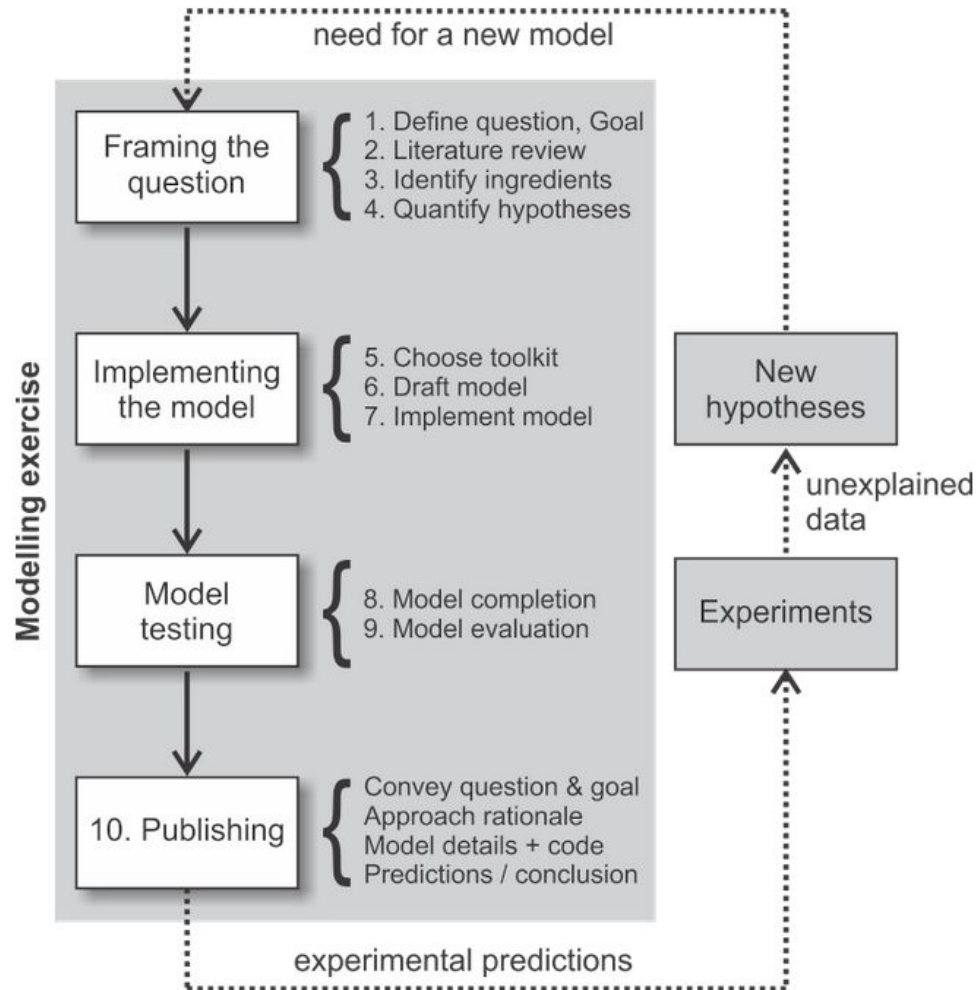 need for a new model
Framing the
question
1. Define question, Goal
2. Literature review
3. Identify ingredients
4. Quantify hypotheses
Modelling exercise
Implementing
the model
5. Choose toolkit
6. Draft model
7. Implement model
New
hypotheses
unexplained
data
Model
testing
8. Model completion
9. Model evaluation
Experiments
10. Publishing
Convey question & goal
Approach rationale
Model details + code
Predictions / conclusion
experimental predictions